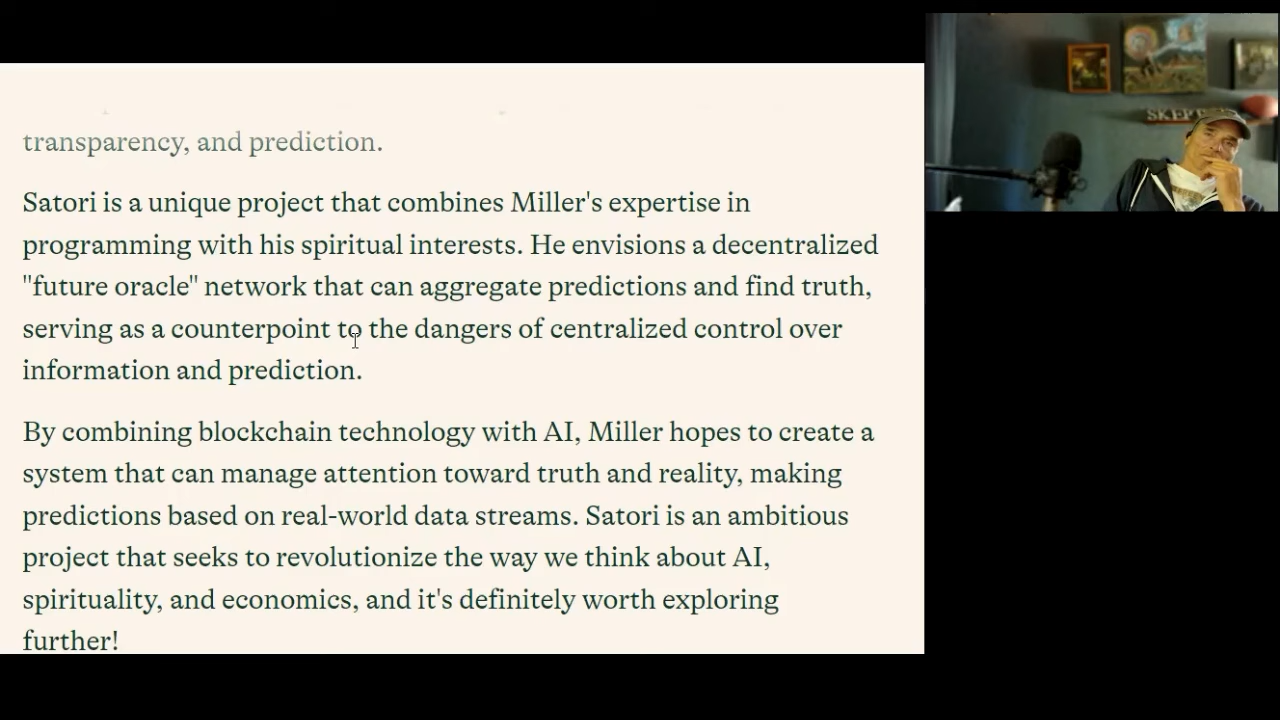 transparency, and prediction.
Satori is a unique project that combines Miller's expertise in
programming with his spiritual interests. He envisions a decentralized
"future oracle" network that can aggregate predictions and find truth,
serving as a counterpoint to the dangers of centralized control over
information and prediction.
By combining blockchain technology with AI, Miller hopes to create a
system that can manage attention toward truth and reality, making
predictions based on real-world data streams. Satori is an ambitious
project that seeks to revolutionize the way we think about AI,
spirituality, and economics, and it's definitely worth exploring
further!